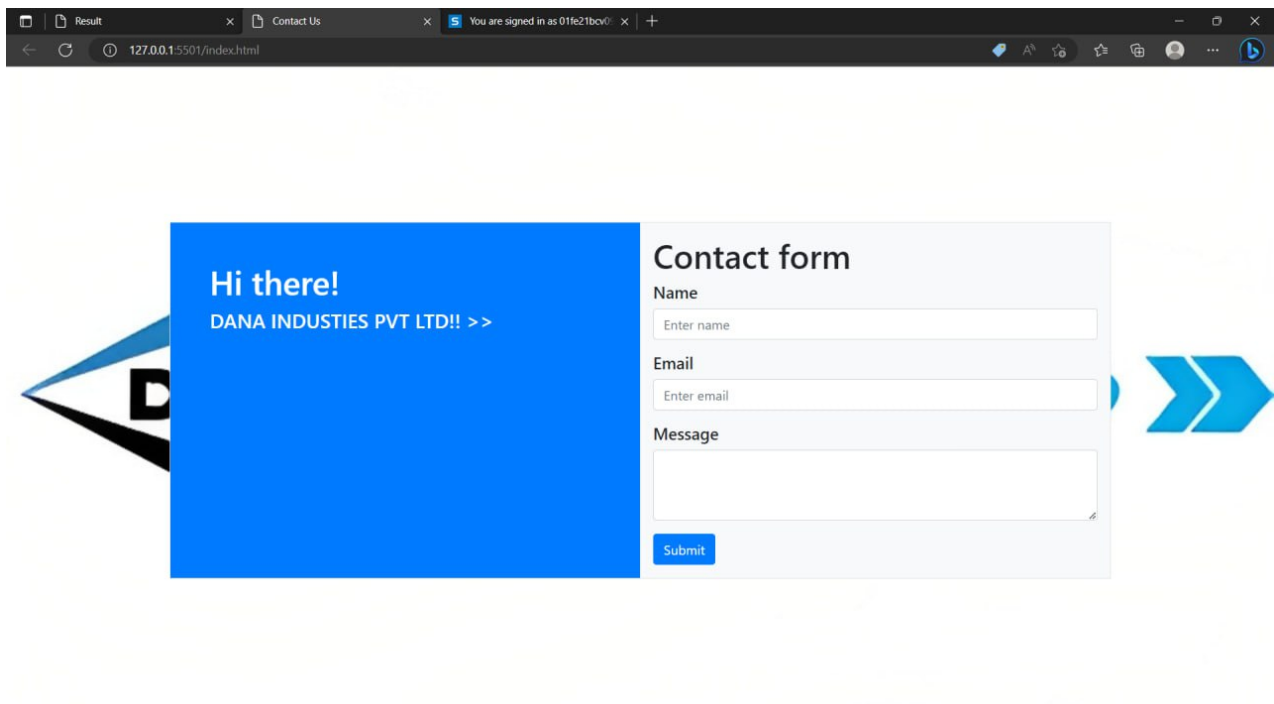 Result
Contact Us
You are signed in as 01fe21bcv0
127.0.0.1:5501/index.html
Hi there!
DANA INDUSTIES PVT LTD!! >>
Contact form
Name
Enter name
Email
Enter email
Message
Submit
D